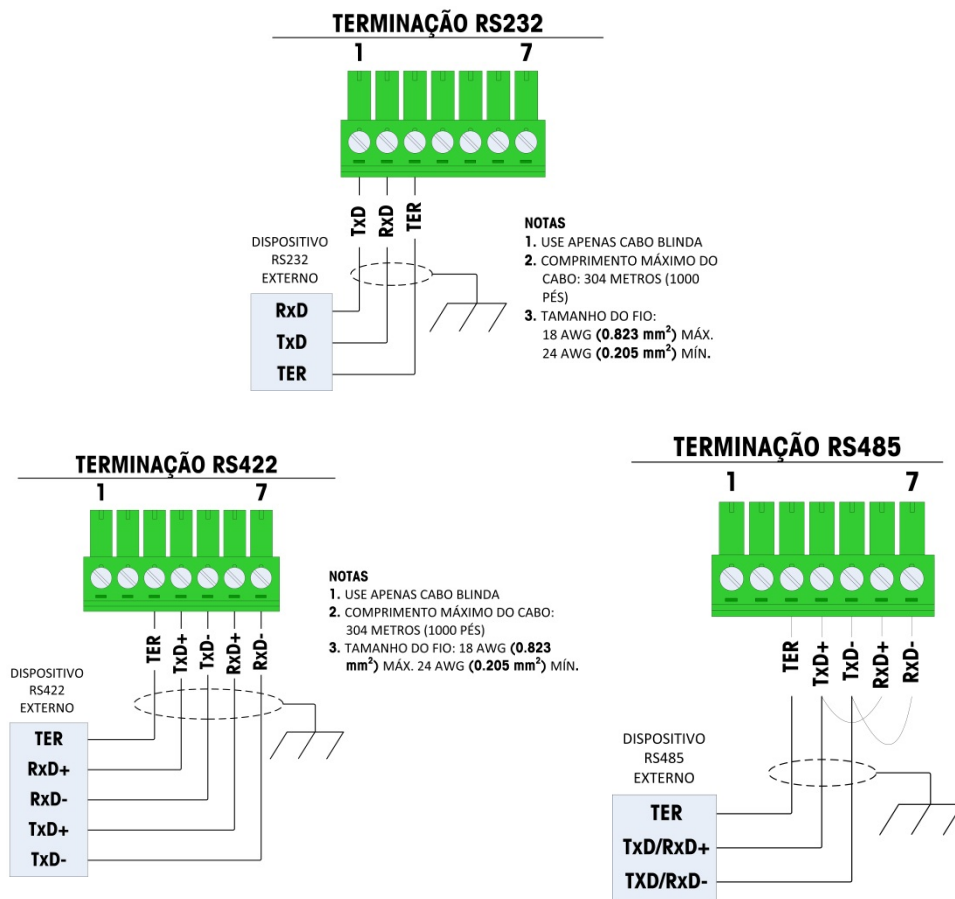 TERMINAÇÃO RS232
1 7
TxD
RxD
TER
DISPOSITIVO
RS232
EXTERNO
RxD
TxD
TER
NOTAS
1. USE APENAS CABO BLINDA
2. COMPRIMENTO MÁXIMO DO
CABO: 304 METROS (1000
PÉS)
3. TAMANHO DO FIO:
18 AWG (0.823 mm²) MÁX.
24 AWG (0.205 mm²) MÍN.
TERMINAÇÃO RS422
1 7
TER
TxD+
TxD-
RxD+
RxD-
DISPOSITIVO
RS422
EXTERNO
TER
RxD+
RxD-
TxD+
TxD-
NOTAS
1. USE APENAS CABO BLINDA
2. COMPRIMENTO MÁXIMO DO CABO:
304 METROS (1000 PÉS)
3. TAMANHO DO FIO: 18 AWG (0.823
mm²) MÁX. 24 AWG (0.205 mm²) MÍN.
TERMINAÇÃO RS485
1 7
TER
TxD+
TxD-
RxD+
RxD-
DISPOSITIVO
RS485
EXTERNO
TER
TxD/RxD+
TXD/RxD-